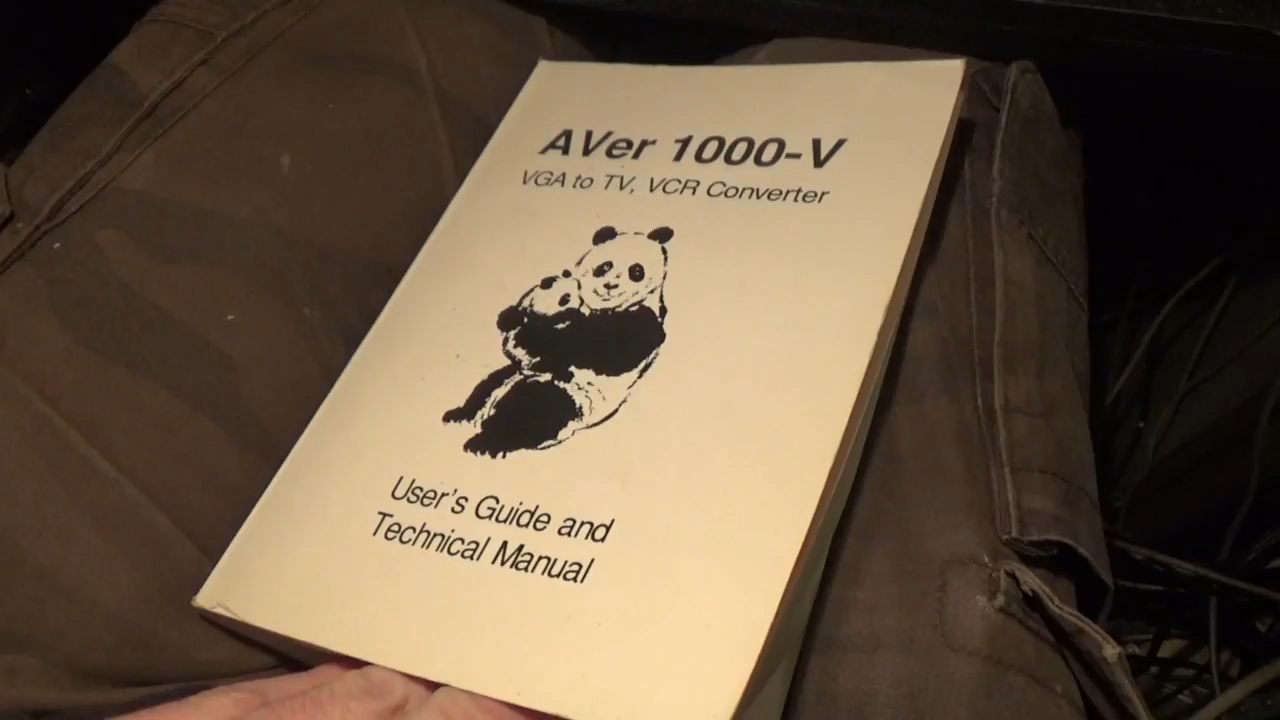 AVer 1000-V
VGA to TV, VCR Converter
User's Guide and
Technical Manual